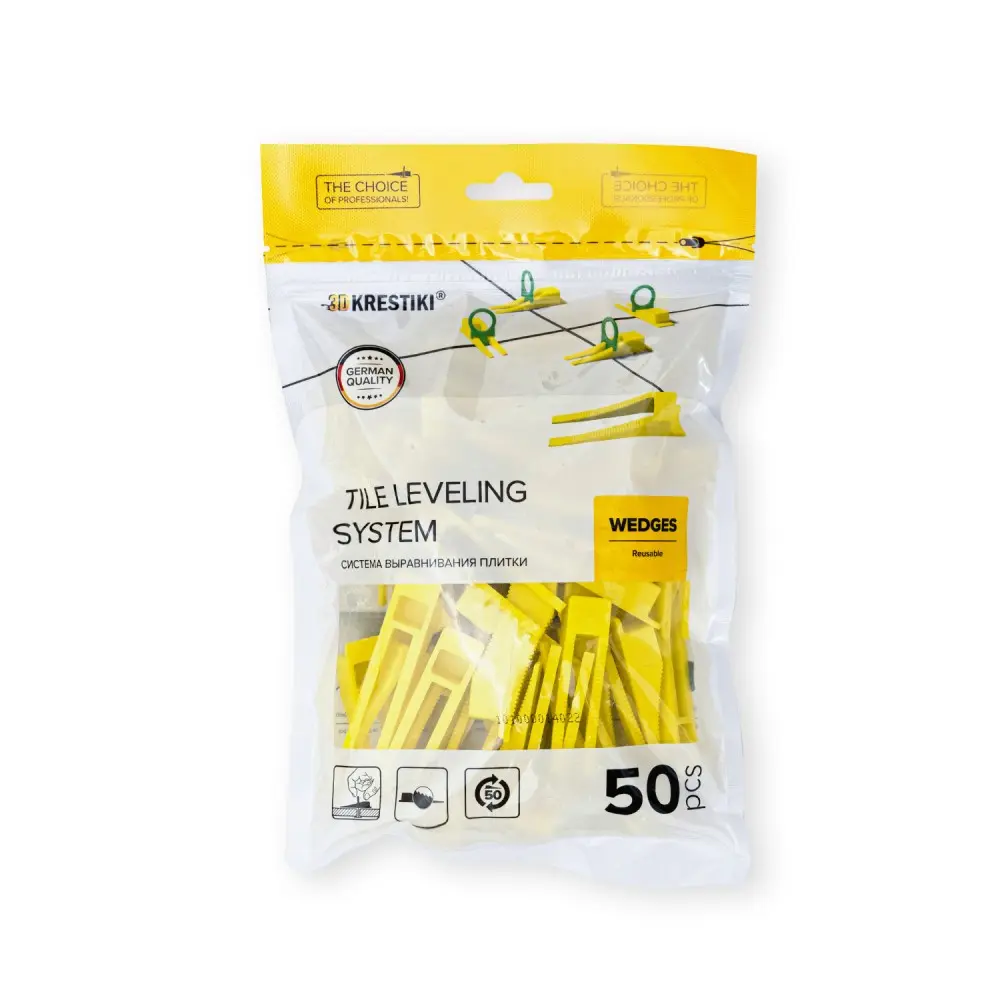 THE CHOICE
OF PROFESSIONALS!
THE CHOICE
OF PROFESSIONALS!
3D KRESTIKI®
GERMAN
QUALITY
TILE LEVELING
SYSTEM
СИСТЕМА ВЫРАВНИВАНИЯ ПЛИТКИ
WEDGES
Reusable
50
50 pcs